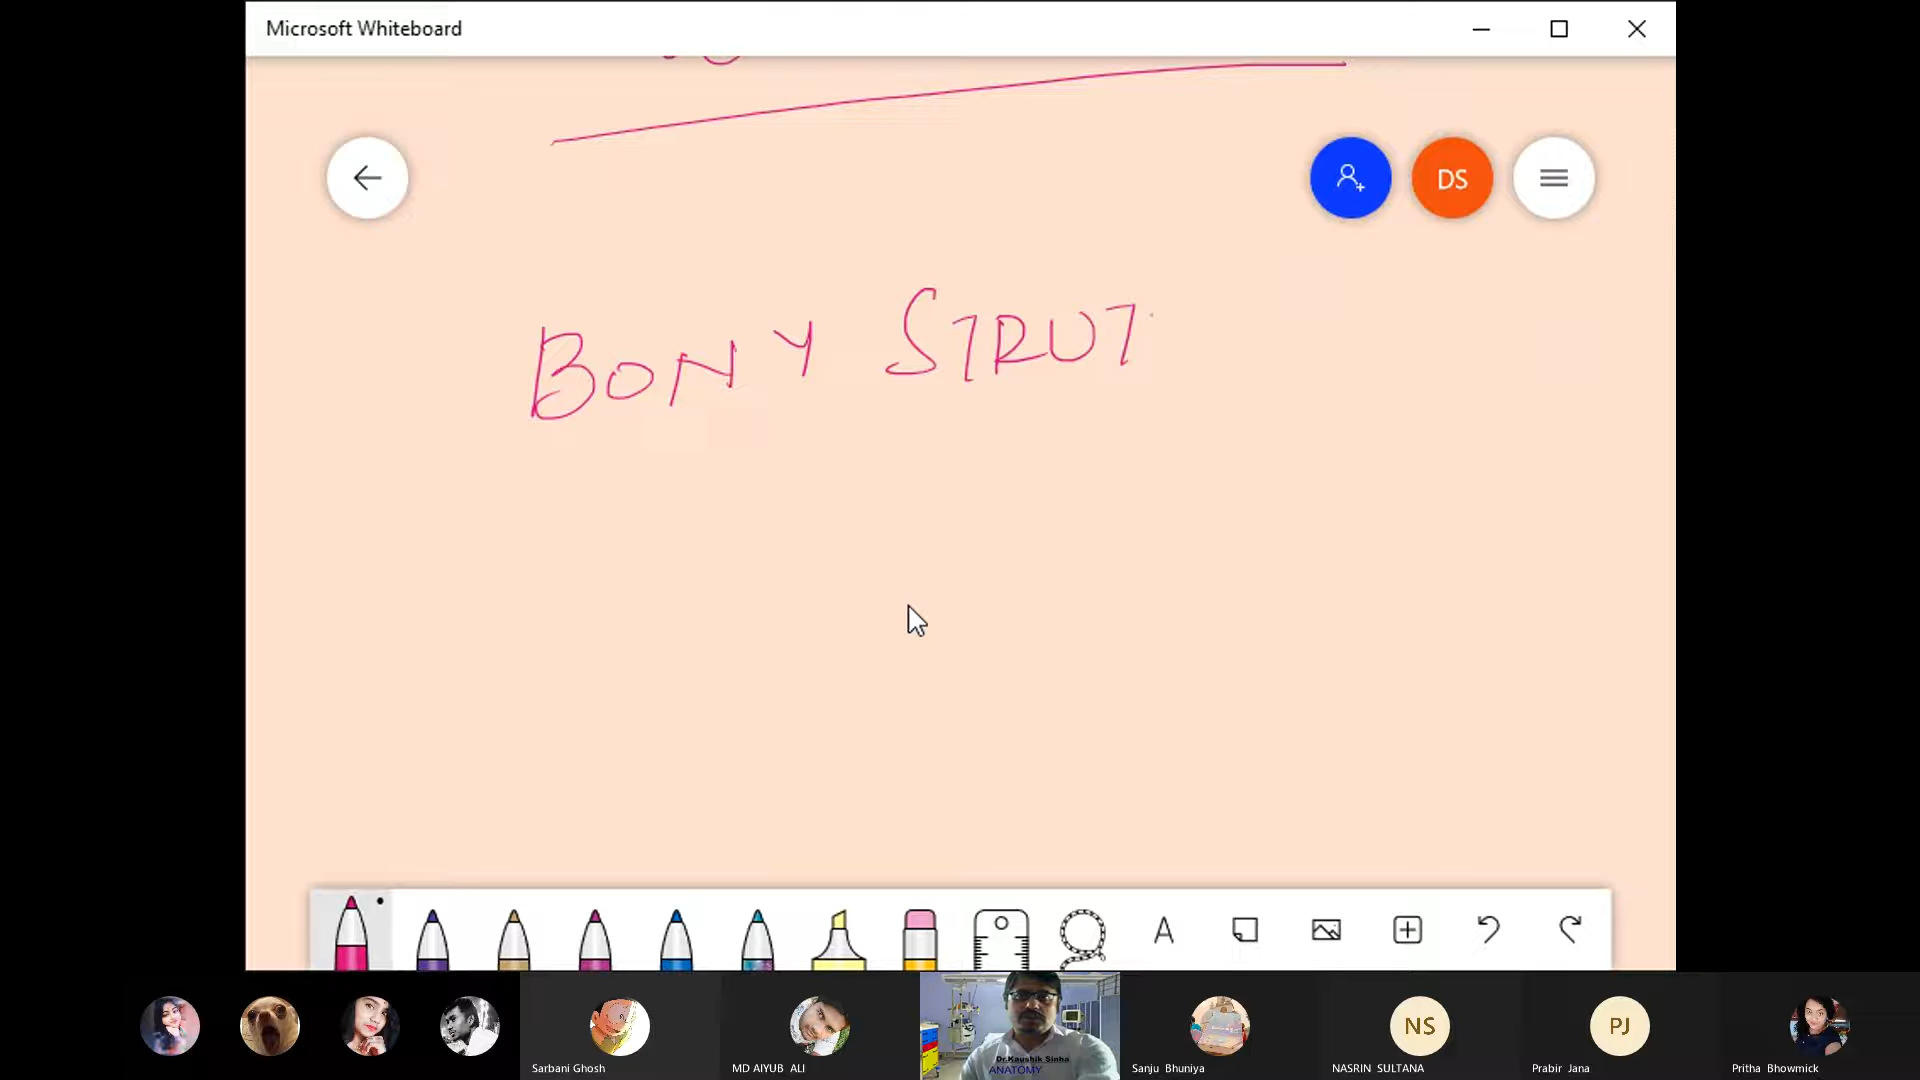 Microsoft Whiteboard
DS
BONY STRUT
A
Dr.Kaushik Sinha
ANATOMY
NS
PJ
Sarbani Ghosh
MD AIYUB ALI
Sanju Bhuniya
NASRIN SULTANA
Prabir Jana
Pritha Bhowmick